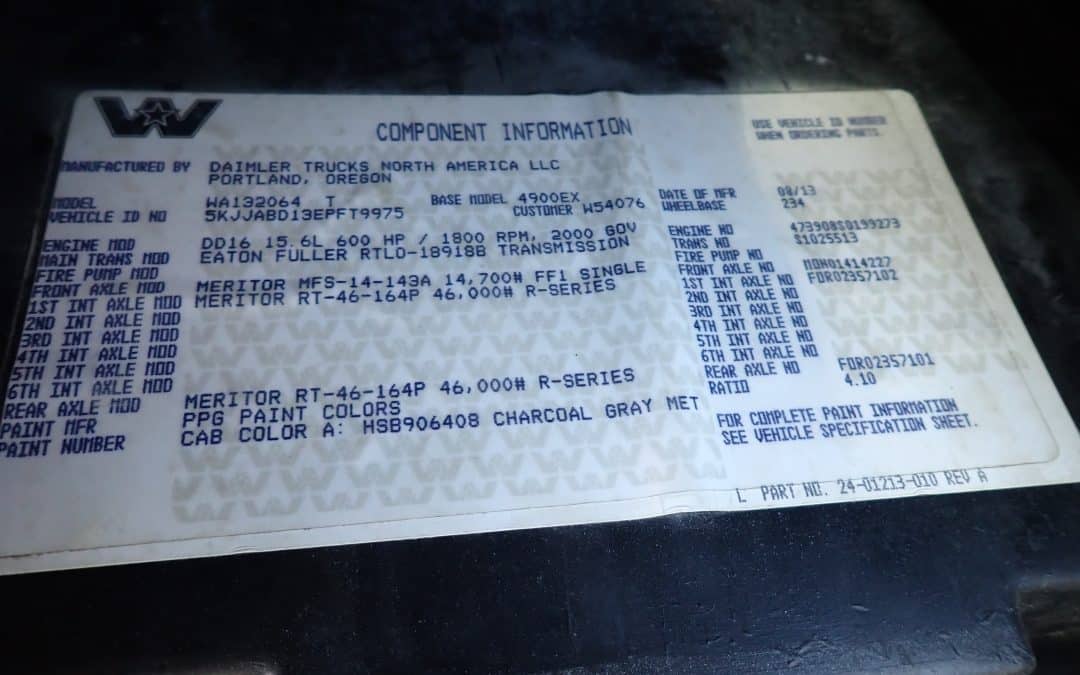 W
COMPONENT INFORMATION
USE VEHICLE ID NUMBER
WHEN ORDERING PARTS.
MANUFACTURED BY DAIMLER TRUCKS NORTH AMERICA LLC
PORTLAND, OREGON
MODEL WA132064 T BASE MODEL 4900EX DATE OF MFR 08/13
VEHICLE ID NO 5KJJABD13EPFT9975 CUSTOMER W54076 WHEELBASE 234
ENGINE MOD DD16 15.6L 600 HP / 1800 RPM, 2000 GOV ENGINE NO 473908S0199273
MAIN TRANS MOD EATON FULLER RTLO-18918B TRANSMISSION TRANS NO S1025513
FIRE PUMP MOD FIRE PUMP NO
FRONT AXLE MOD MERITOR MFS-14-143A 14,700# FF1 SINGLE FRONT AXLE NO NON01414227
1ST INT AXLE MOD MERITOR RT-46-164P 46,000# R-SERIES 1ST INT AXLE NO FOR02357102
2ND INT AXLE MOD 2ND INT AXLE NO
3RD INT AXLE MOD 3RD INT AXLE NO
4TH INT AXLE MOD 4TH INT AXLE NO
5TH INT AXLE MOD 5TH INT AXLE NO
6TH INT AXLE MOD 6TH INT AXLE NO
REAR AXLE MOD MERITOR RT-46-164P 46,000# R-SERIES REAR AXLE NO FOR02357101
PAINT MFR PPG PAINT COLORS RATIO 4.10
PAINT NUMBER CAB COLOR A: HSB906408 CHARCOAL GRAY MET
FOR COMPLETE PAINT INFORMATION
SEE VEHICLE SPECIFICATION SHEET.
L PART NO. 24-01213-010 REV A